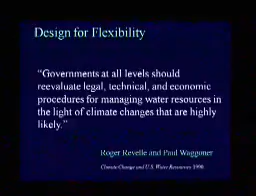 Design for Flexibility
“Governments at all levels should
reevaluate legal, technical, and economic
procedures for managing water resources in
the light of climate changes that are highly
likely.”
Roger Revelle and Paul Waggoner
Climate Change and U.S. Water Resources 1990